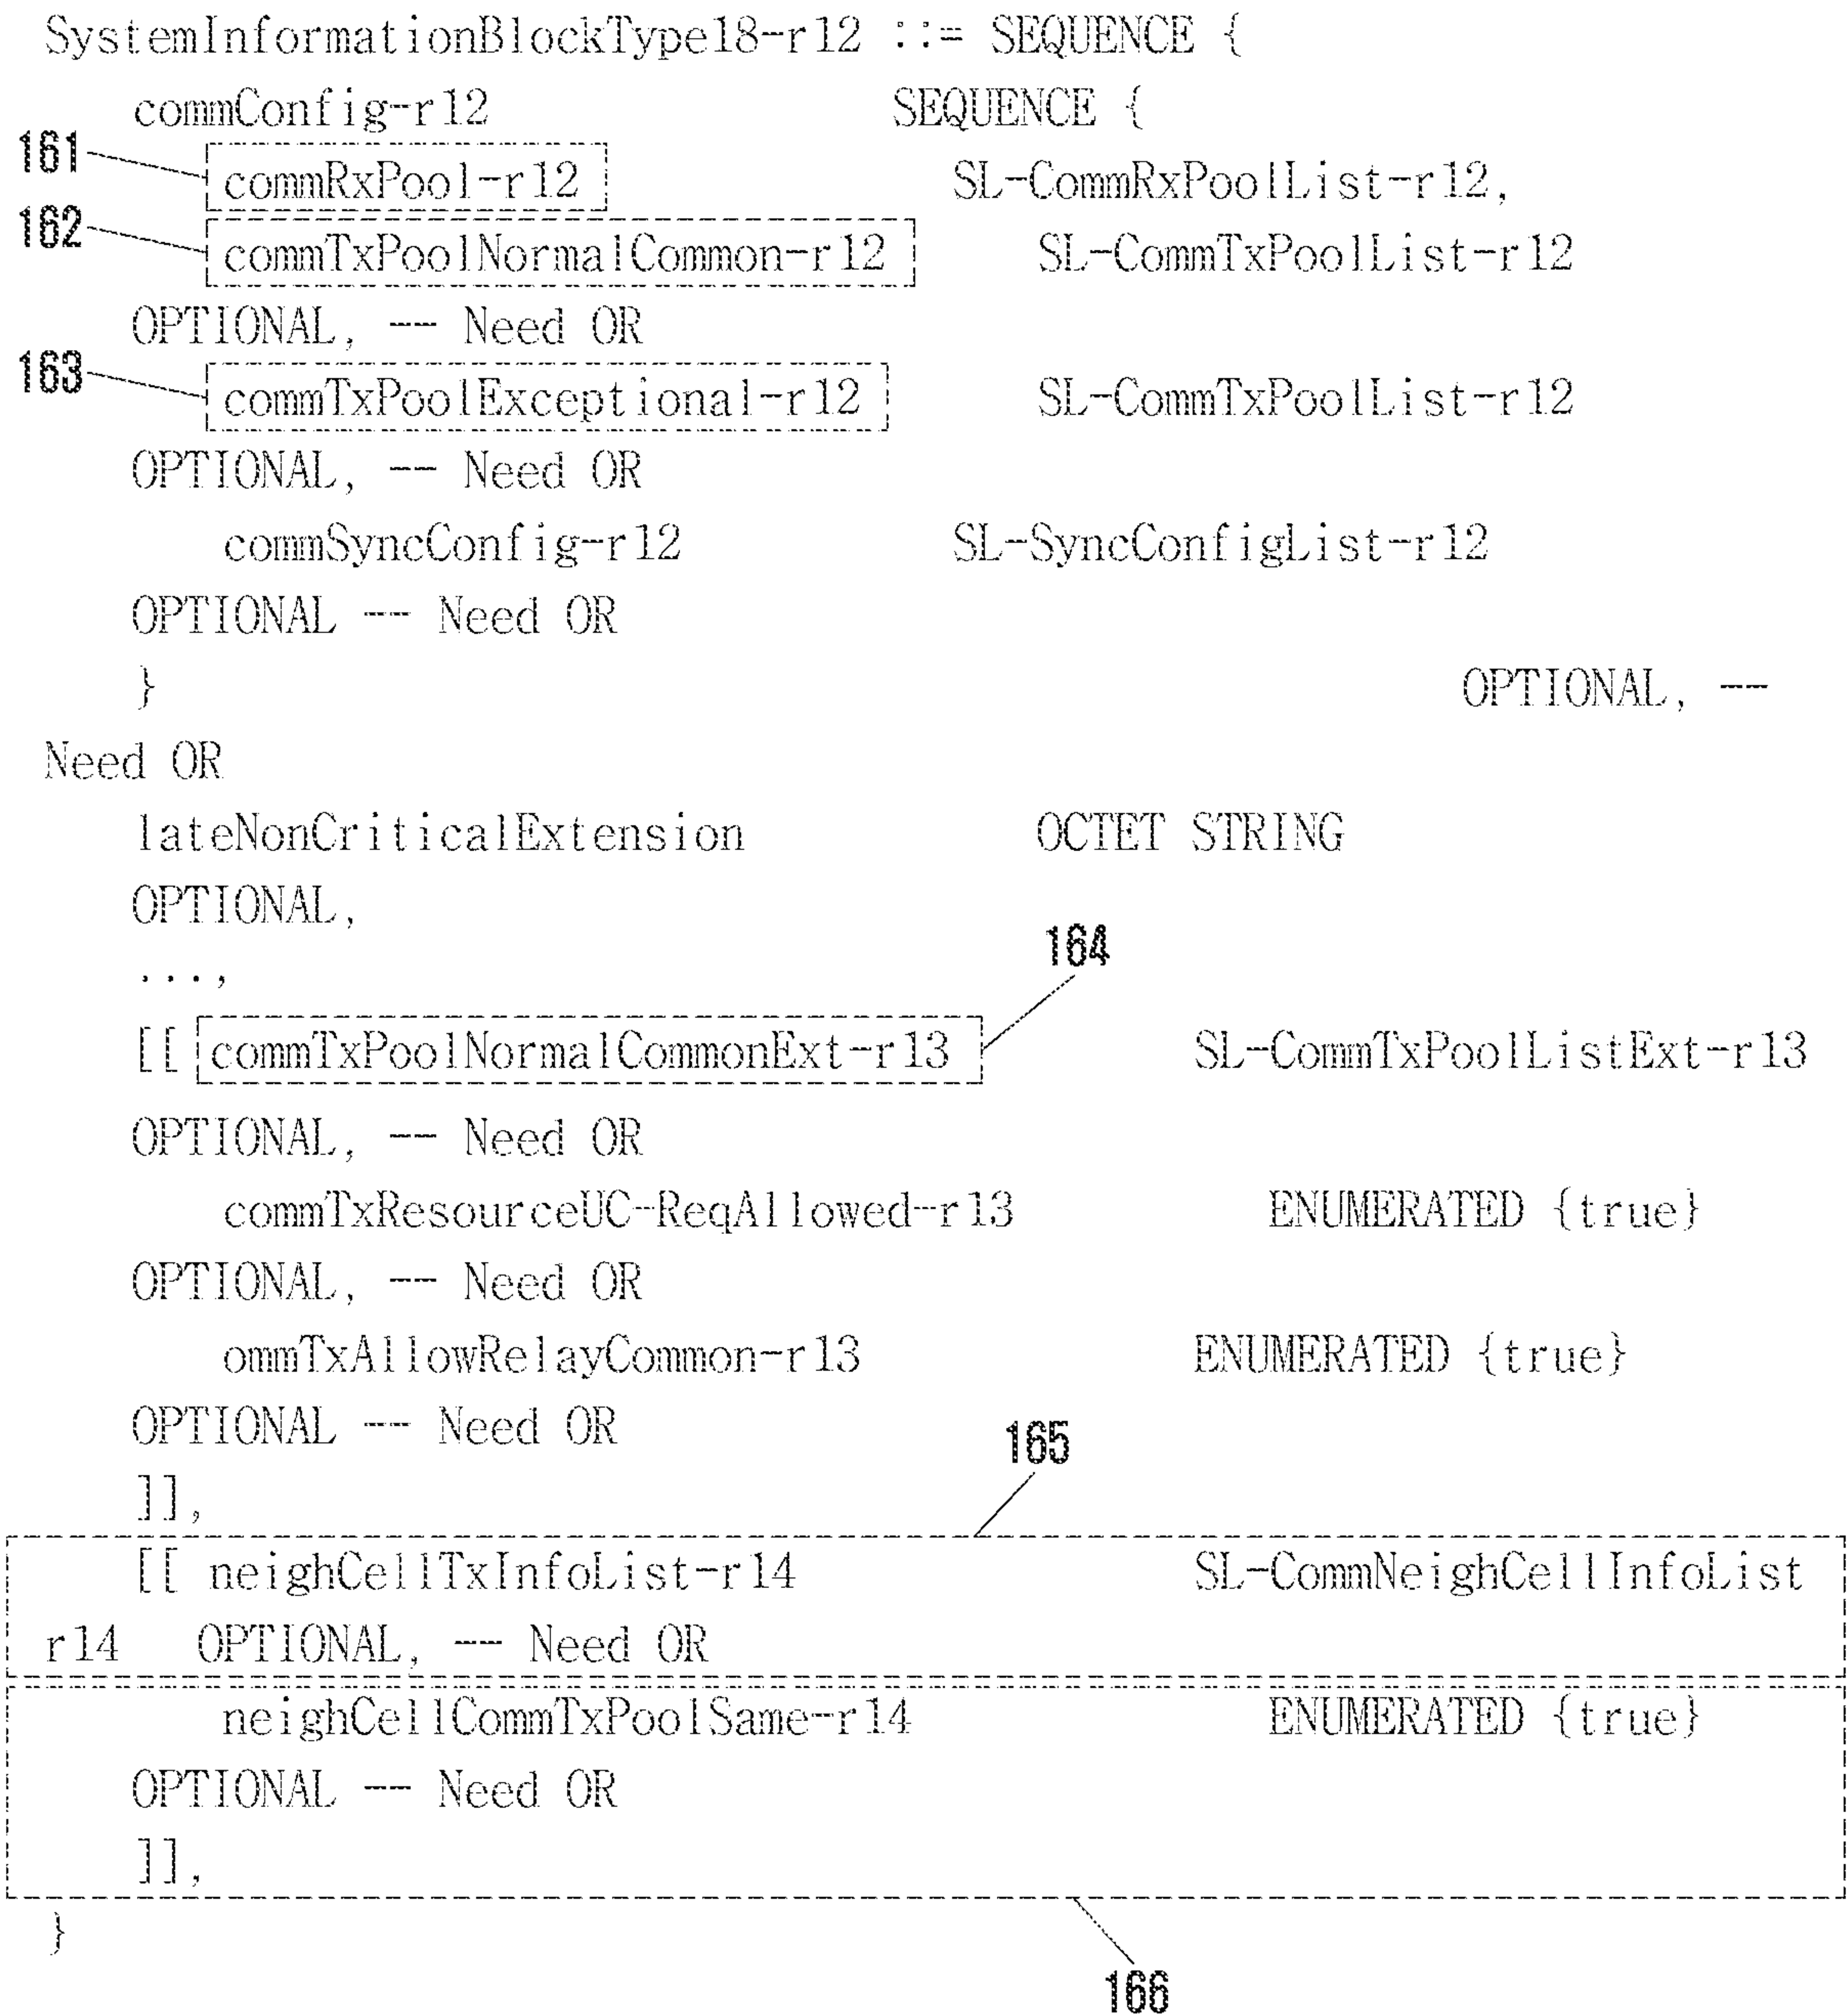 SystemInformationBlockType18-r12 ::= SEQUENCE {
commConfig-r12 SEQUENCE {
161 commRxPool-r12 SL-CommRxPoolList-r12,
162 commTxPoolNormalCommon-r12 SL-CommTxPoolList-r12
OPTIONAL, -- Need OR
163 commTxPoolExceptional-r12 SL-CommTxPoolList-r12
OPTIONAL, -- Need OR
commSyncConfig-r12 SL-SyncConfigList-r12
OPTIONAL -- Need OR
} OPTIONAL, --
Need OR
lateNonCriticalExtension OCTET STRING
OPTIONAL,
...,
164
[[ commTxPoolNormalCommonExt-r13 SL-CommTxPoolListExt-r13
OPTIONAL, -- Need OR
commTxResourceUC-ReqAllowed-r13 ENUMERATED {true}
OPTIONAL, -- Need OR
ommTxAllowRelayCommon-r13 ENUMERATED {true}
OPTIONAL -- Need OR
165
]],
[[ neighCellTxInfoList-r14 SL-CommNeighCellInfoList
r14 OPTIONAL, -- Need OR
neighCellCommTxPoolSame-r14 ENUMERATED {true}
OPTIONAL -- Need OR
]],
}
166